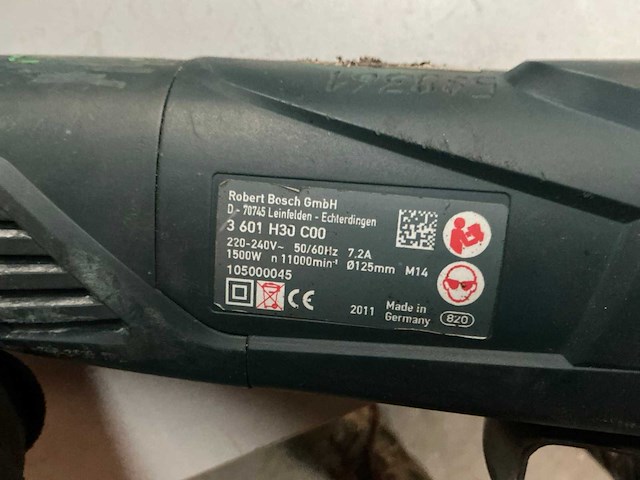 Robert Bosch GmbH
D - 70745 Leinfelden - Echterdingen
3 601 H30 C00
220-240V~ 50/60Hz 7.2A
1500W n 11000min⁻¹ Ø125mm M14
105000045
CE
2011 Made in
Germany 820